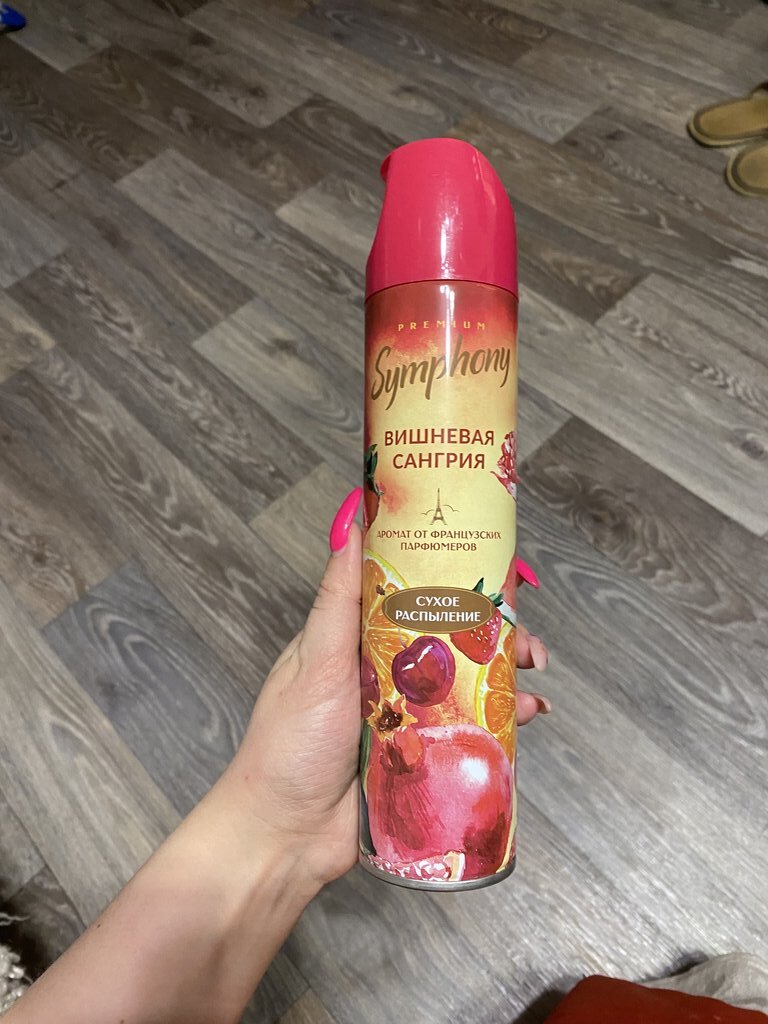 PREMIUM
Symphony
ВИШНЕВАЯ
САНГРИЯ
АРОМАТ ОТ ФРАНЦУЗСКИХ
ПАРФЮМЕРОВ
СУХОЕ
РАСПЫЛЕНИЕ